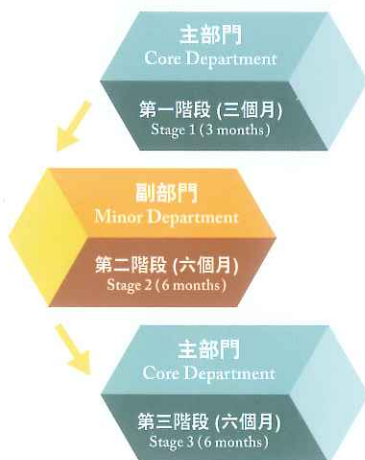 主部門
Core Department
第一階段 (三個月)
Stage 1 (3 months)
副部門
Minor Department
第二階段 (六個月)
Stage 2 (6 months)
主部門
Core Department
第三階段 (六個月)
Stage 3 (6 months)